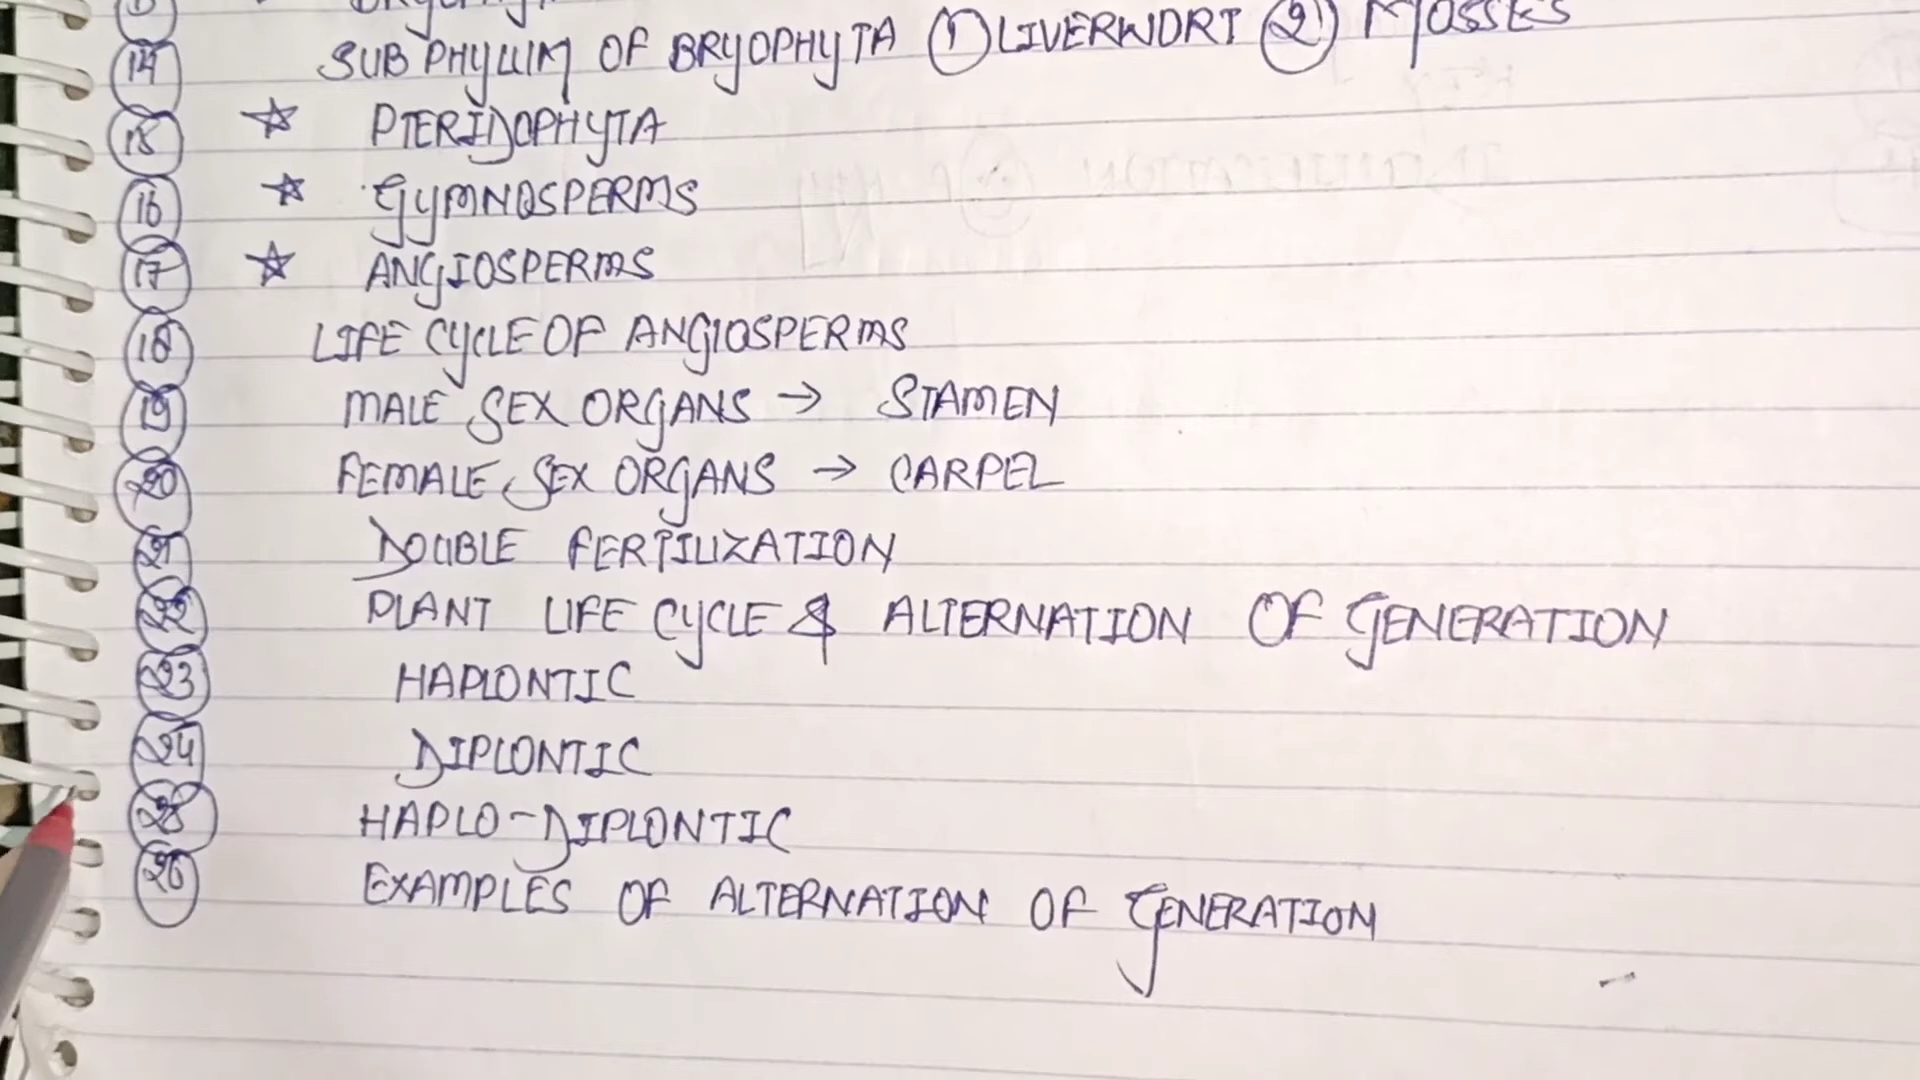 14 SUB PHYLUM OF BRYOPHYTA 1 LIVERWORT 2 MOSSES
15 ☆ PTERIDOPHYTA
16 ☆ GYMNOSPERMS
17 ☆ ANGIOSPERMS
18 LIFE CYCLE OF ANGIOSPERMS
19 MALE SEX ORGANS → STAMEN
20 FEMALE SEX ORGANS → CARPEL
21 DOUBLE FERTILIZATION
22 PLANT LIFE CYCLE & ALTERNATION OF GENERATION
23 HAPLONTIC
24 DIPLONTIC
25 HAPLO-DIPLONTIC
26 EXAMPLES OF ALTERNATION OF GENERATION